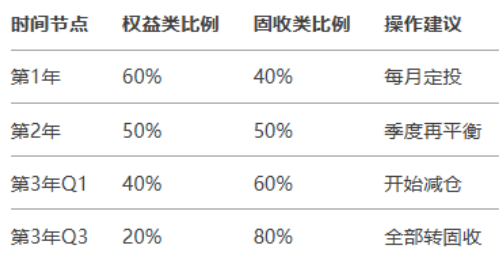 时间节点 权益类比例 固收类比例 操作建议
第1年 60% 40% 每月定投
第2年 50% 50% 季度再平衡
第3年Q1 40% 60% 开始减仓
第3年Q3 20% 80% 全部转固收